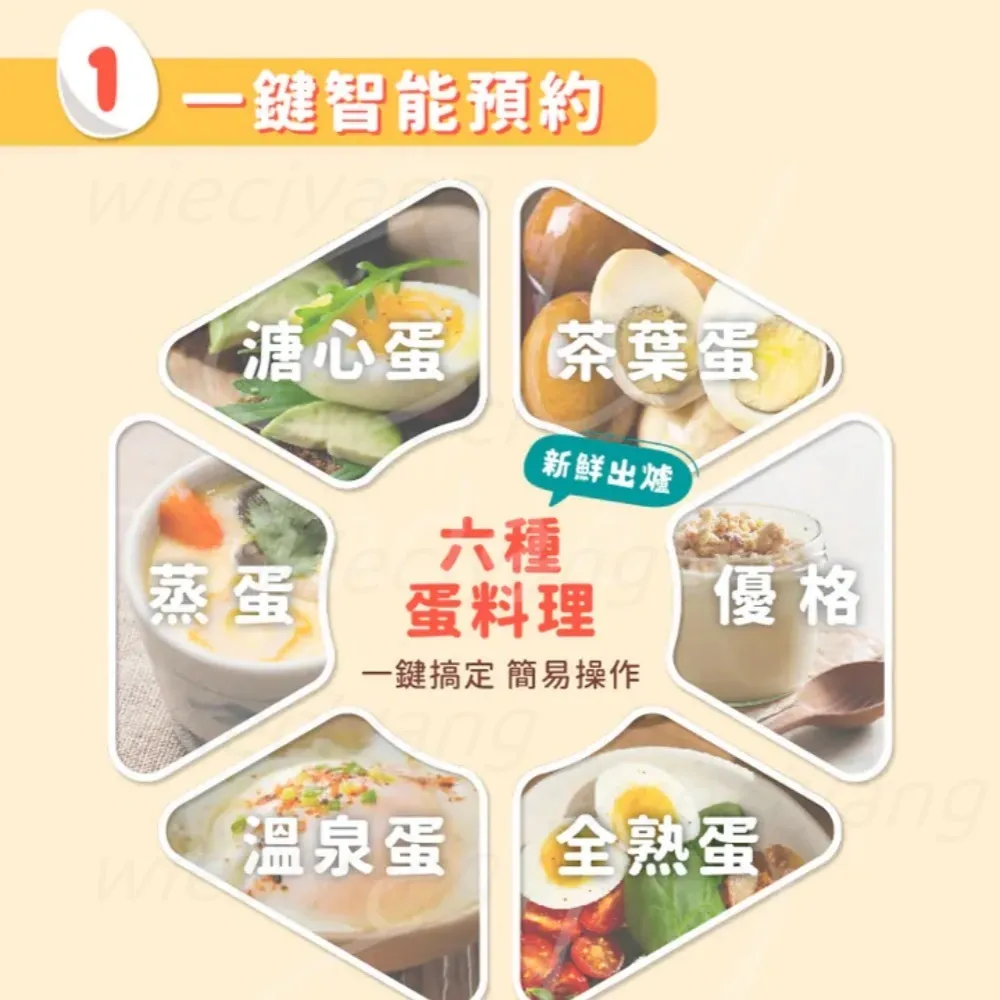 1
一鍵智能預約
溏心蛋
茶葉蛋
新鮮出爐
六種
蛋料理
一鍵搞定 簡易操作
蒸蛋
優格
溫泉蛋
全熟蛋
wieciyang